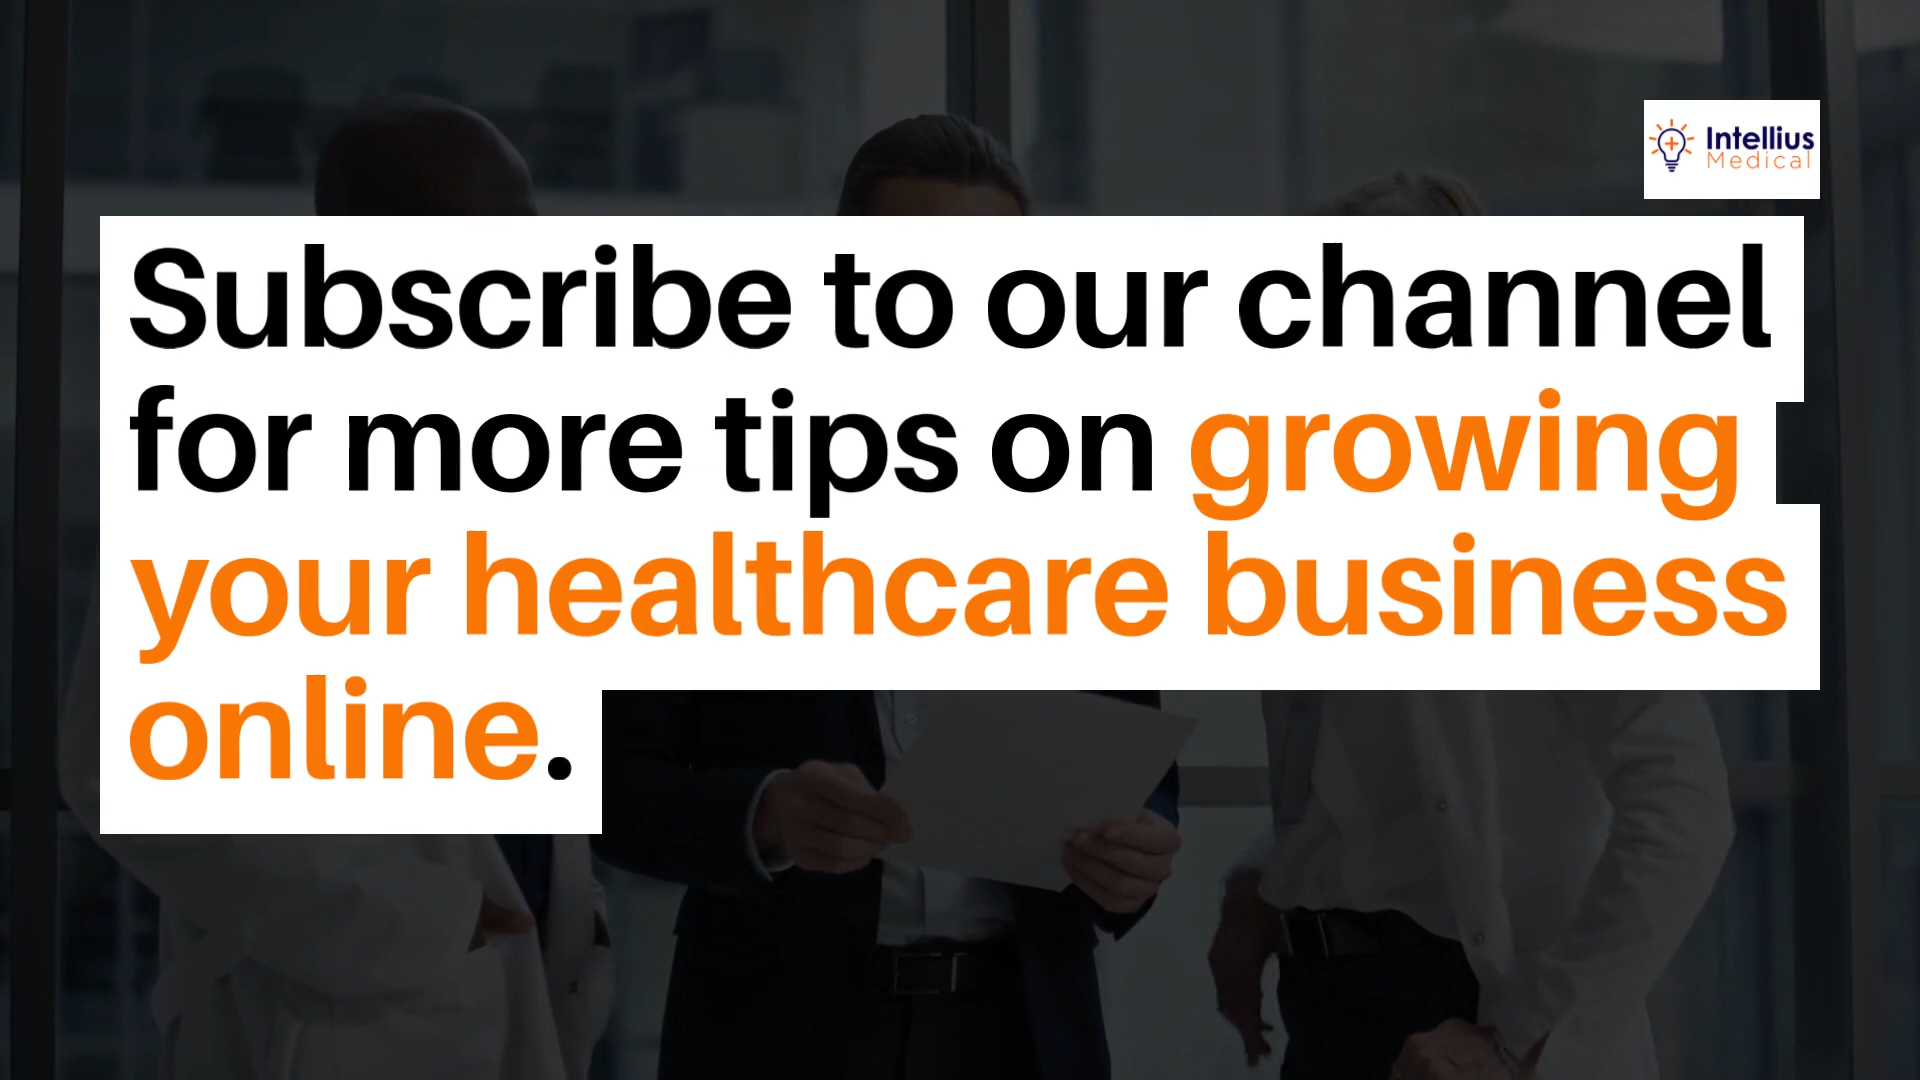 Intellius
Medical
Subscribe to our channel
for more tips on growing
your healthcare business
online.